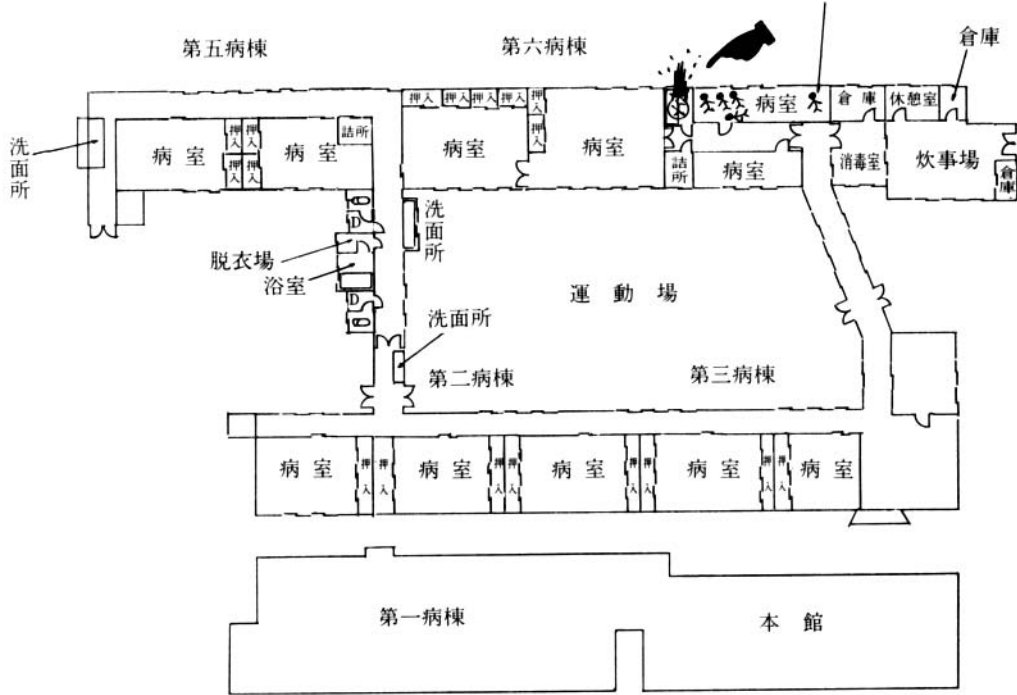 第五病棟
第六病棟
倉庫
押入
押入
押入
押入
押入
押入
病室
倉庫
休憩室
洗面所
病室
押入
押入
押入
押入
病室
詰所
病室
病室
詰所
病室
消毒室
炊事場
倉庫
洗面所
D
脱衣場
浴室
D
運動場
洗面所
第二病棟
第三病棟
病室
押入
押入
病室
押入
押入
病室
押入
押入
病室
押入
押入
病室
第一病棟
本館